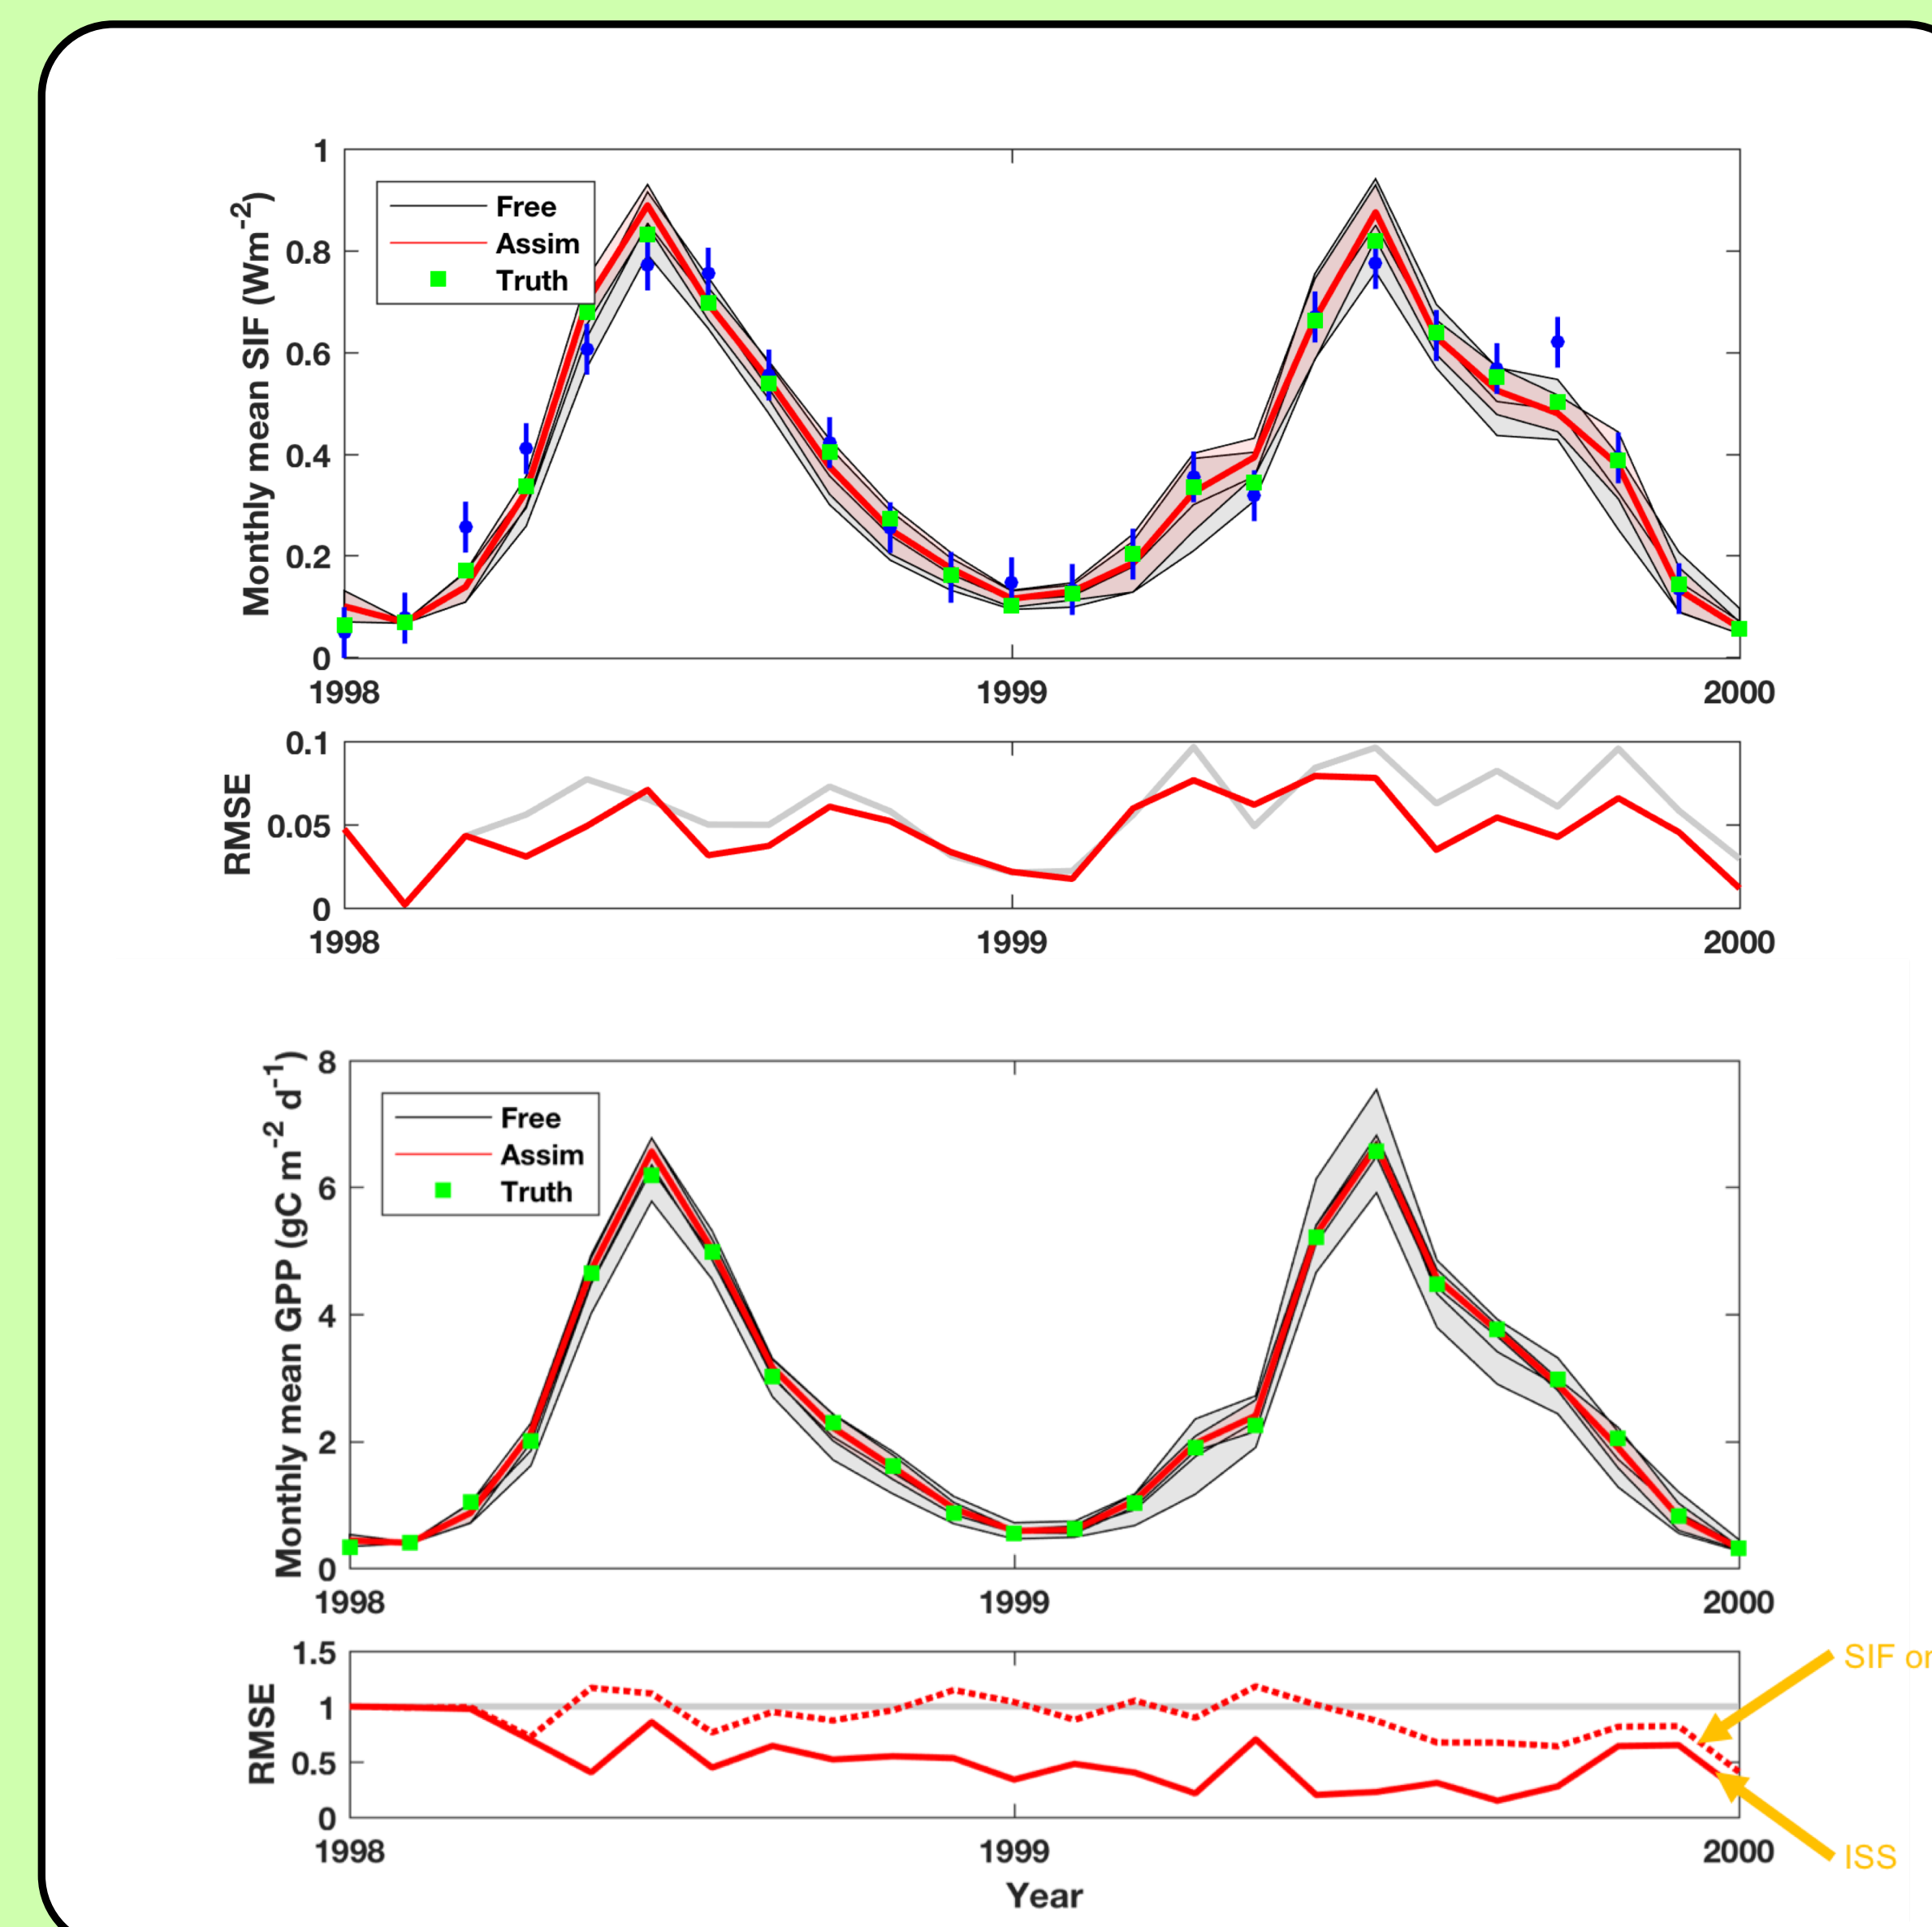 Monthly mean SIF (Wm-2)
1
0.8
0.6
0.4
0.2
0
Free
Assim
Truth
1998
1999
2000
RMSE
0.1
0.05
0
1998
1999
2000
Monthly mean GPP (gC m-2 d-1)
8
6
4
2
0
Free
Assim
Truth
1998
1999
2000
RMSE
1.5
1
0.5
0
SIF
ISS
1998
1999
2000
Year